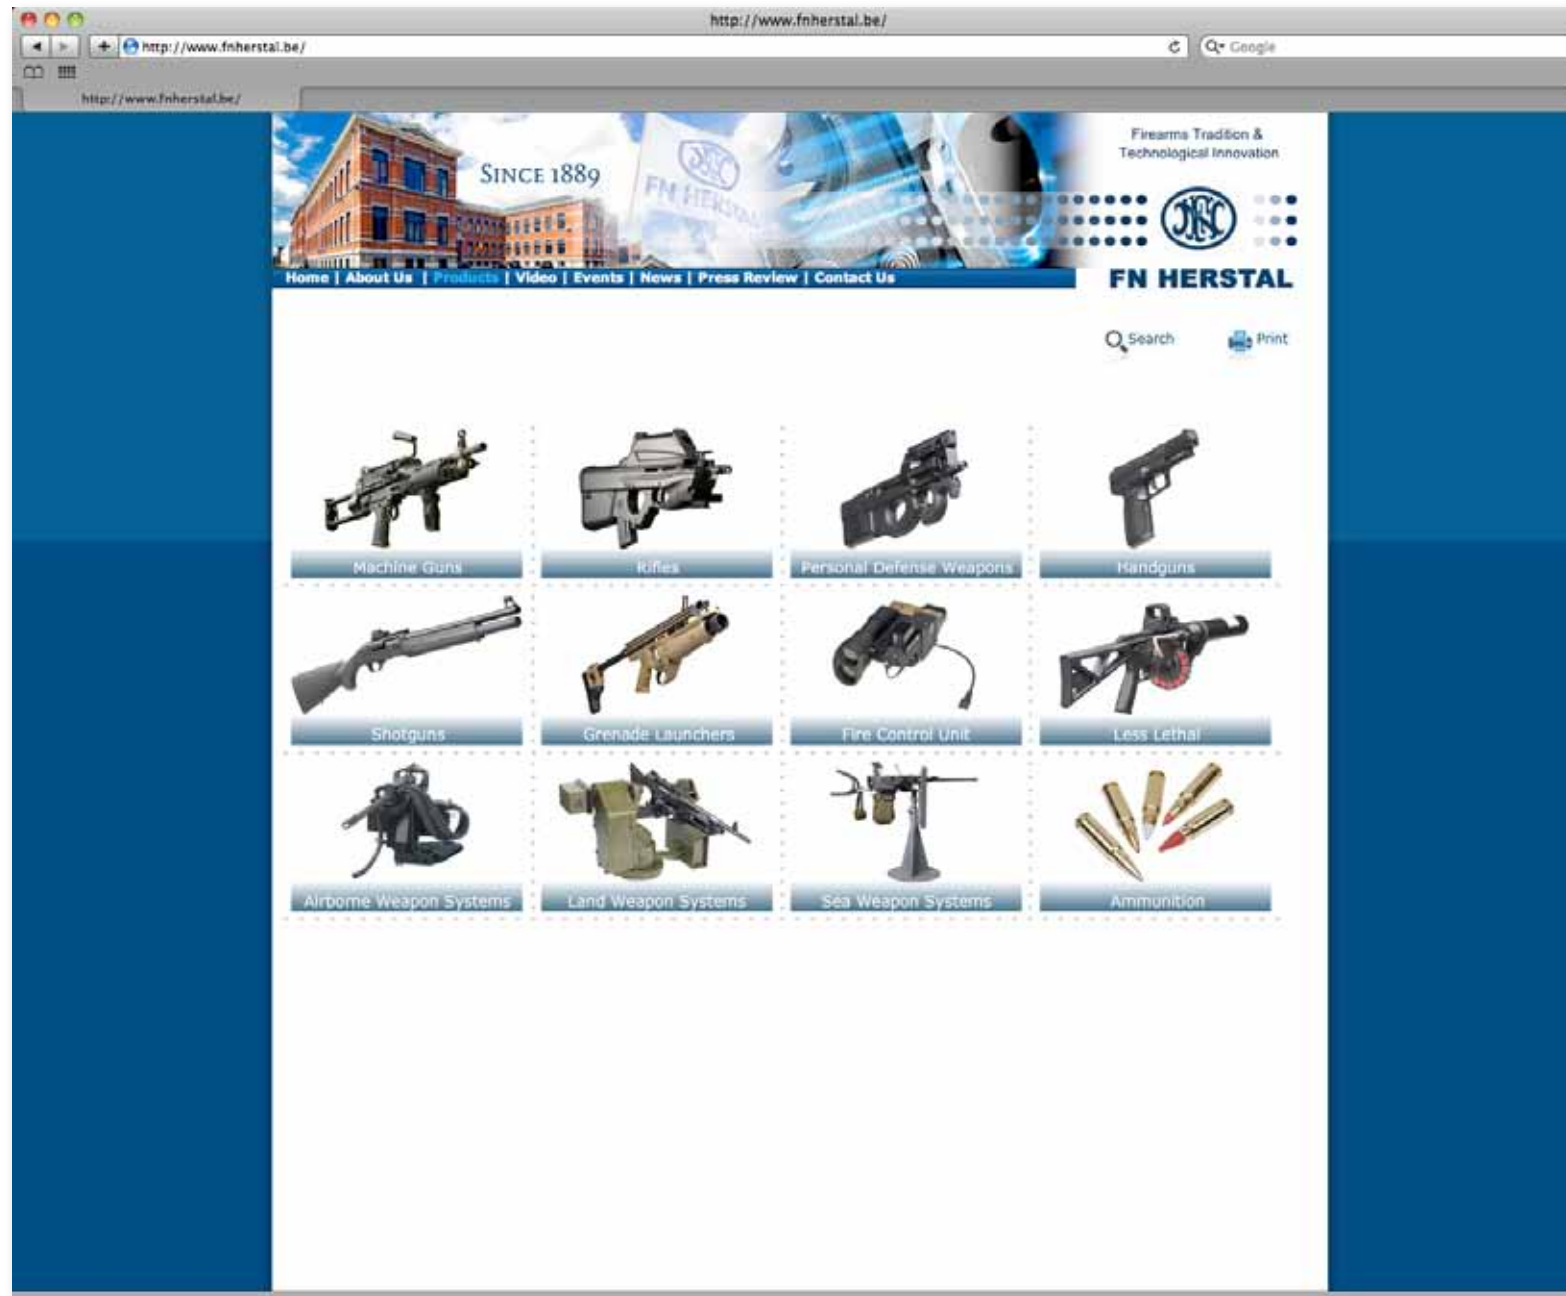 http://www.fnherstal.be/
http://www.fnherstal.be/
Google
http://www.fnherstal.be/
SINCE 1889
FN HERSTAL
Firearms Tradition &
Technological Innovation
FN HERSTAL
Home | About Us | Products | Video | Events | News | Press Review | Contact Us
Search
Print
Machine Guns
Rifles
Personal Defense Weapons
Handguns
Shotguns
Grenade Launchers
Fire Control Unit
Less Lethal
Airborne Weapon Systems
Land Weapon Systems
Sea Weapon Systems
Ammunition